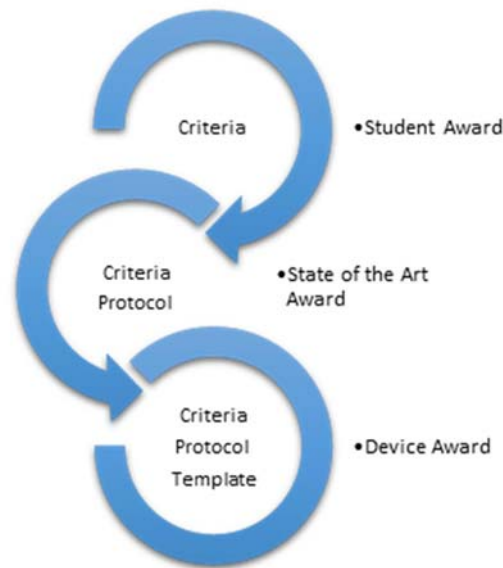 Criteria
•Student Award
Criteria
Protocol
•State of the Art
Award
Criteria
Protocol
Template
•Device Award